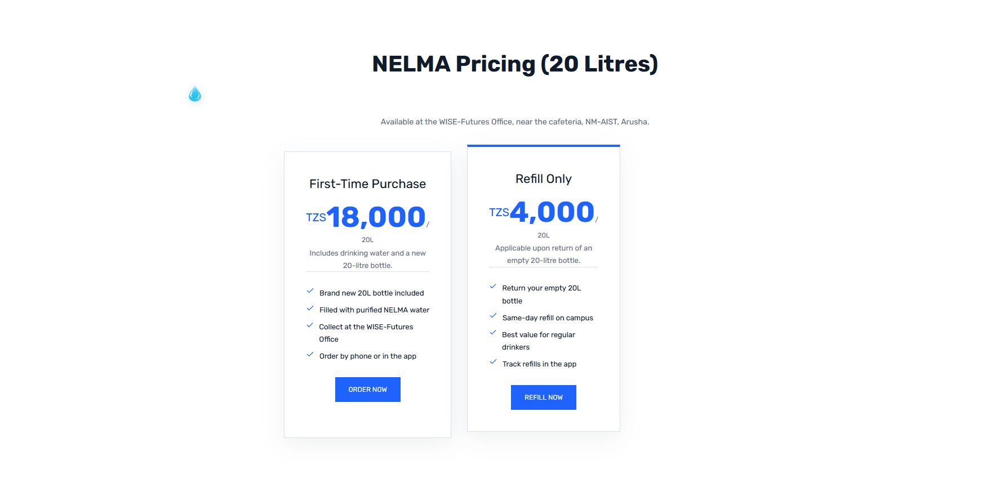 NELMA Pricing (20 Litres)
Available at the WISE-Futures Office, near the cafeteria, NM-AIST, Arusha.
First-Time Purchase
TZS18,000/
20L
Includes drinking water and a new
20-litre bottle.
Brand new 20L bottle included
Filled with purified NELMA water
Collect at the WISE-Futures
Office
Order by phone or in the app
ORDER NOW
Refill Only
TZS4,000/
20L
Applicable upon return of an
empty 20-litre bottle.
Return your empty 20L
bottle
Same-day refill on campus
Best value for regular
drinkers
Track refills in the app
REFILL NOW